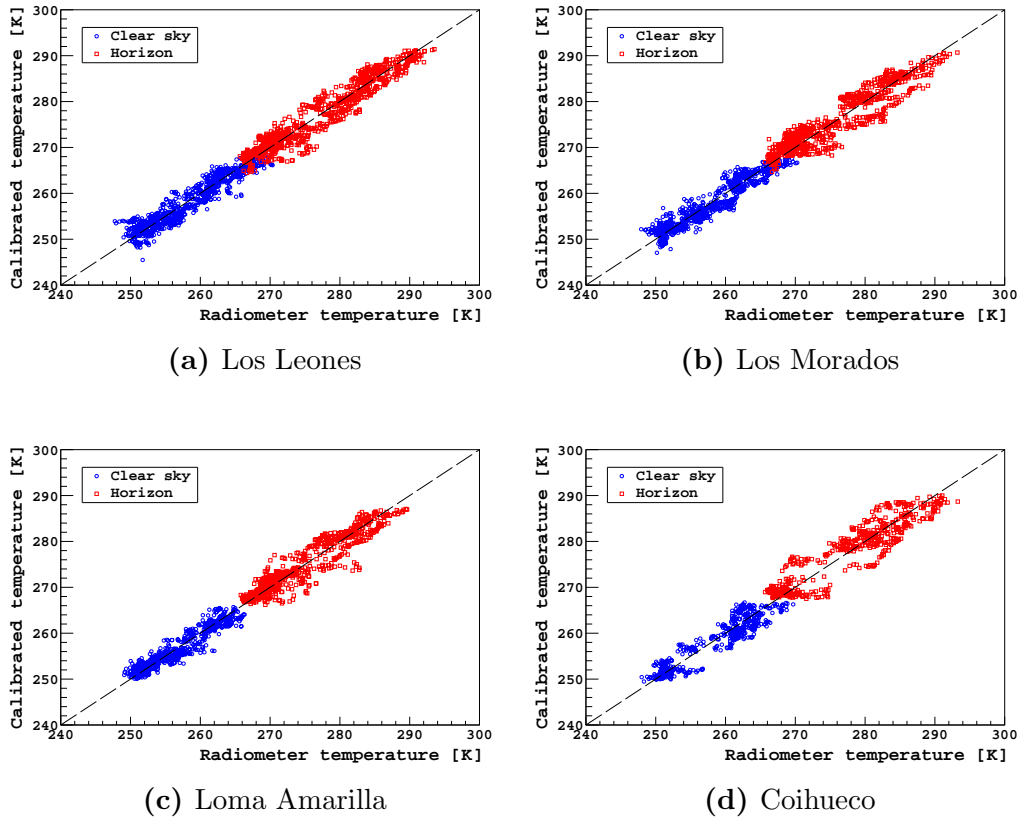 Calibrated temperature [K]
300
290
280
270
260
250
240
Clear sky
Horizon
240 250 260 270 280 290 300
Radiometer temperature [K]
(a) Los Leones
Calibrated temperature [K]
300
290
280
270
260
250
240
Clear sky
Horizon
240 250 260 270 280 290 300
Radiometer temperature [K]
(b) Los Morados
Calibrated temperature [K]
300
290
280
270
260
250
240
Clear sky
Horizon
240 250 260 270 280 290 300
Radiometer temperature [K]
(c) Loma Amarilla
Calibrated temperature [K]
300
290
280
270
260
250
240
Clear sky
Horizon
240 250 260 270 280 290 300
Radiometer temperature [K]
(d) Coihueco